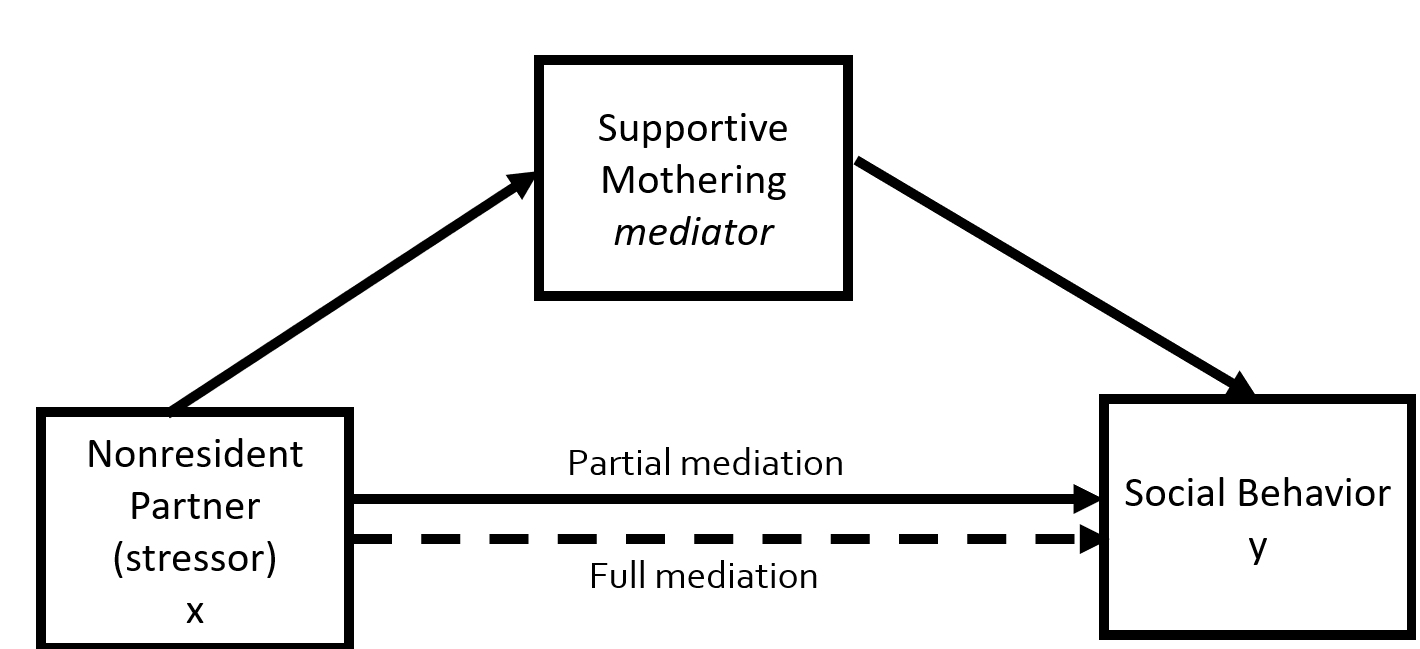 Supportive
Mothering
mediator
Nonresident
Partner
(stressor)
x
Partial mediation
Full mediation
Social Behavior
y